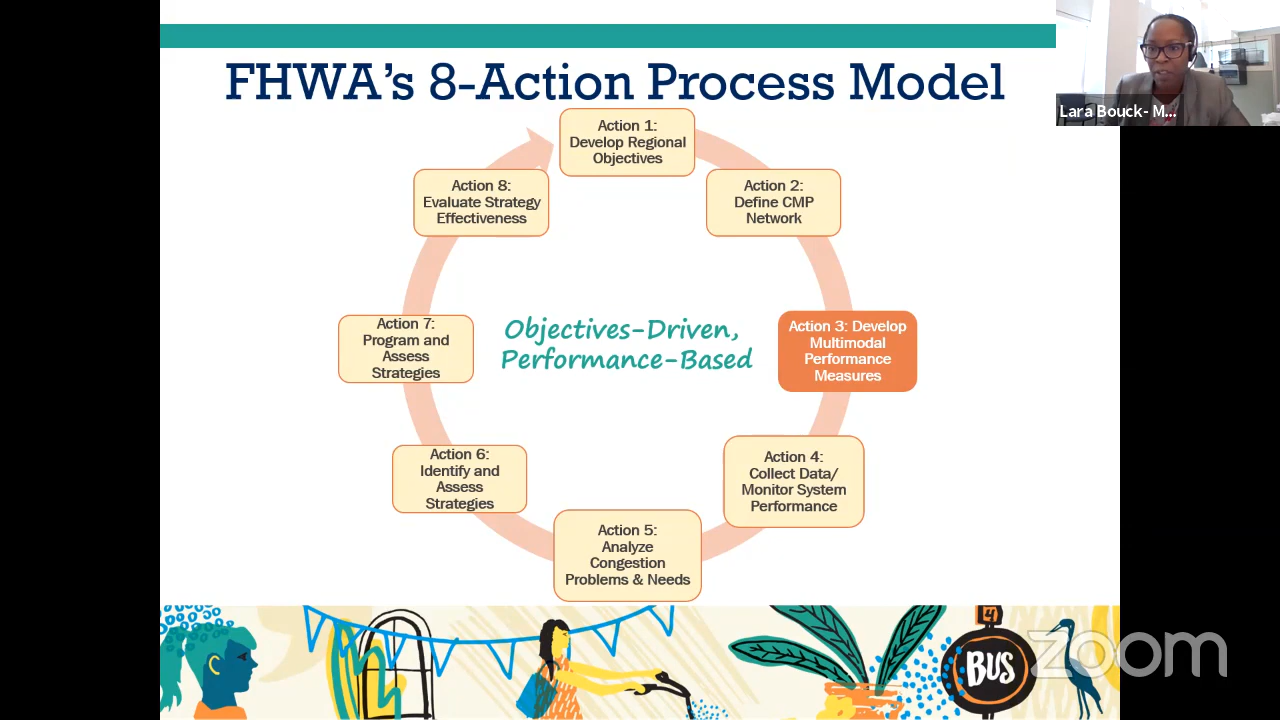 FHWA's 8-Action Process Model
Lara Bouck- M...
Action 1:
Develop Regional
Objectives
Action 2:
Define CMP
Network
Action 3: Develop
Multimodal
Performance
Measures
Action 4:
Collect Data/
Monitor System
Performance
Action 5:
Analyze
Congestion
Problems & Needs
Action 6:
Identify and
Assess
Strategies
Action 7:
Program and
Assess
Strategies
Action 8:
Evaluate Strategy
Effectiveness
Objectives-Driven,
Performance-Based
4
BUS
zoom